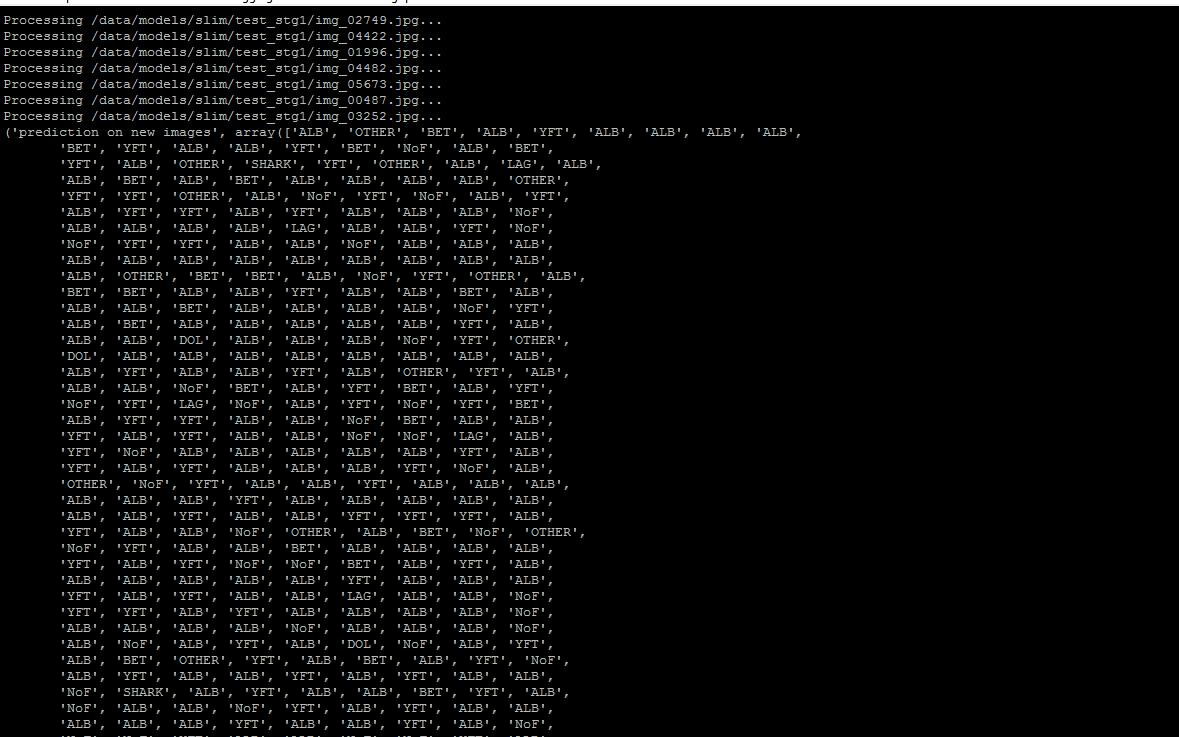 Processing /data/models/slim/test_stg1/img_02749.jpg...
Processing /data/models/slim/test_stg1/img_04422.jpg...
Processing /data/models/slim/test_stg1/img_01996.jpg...
Processing /data/models/slim/test_stg1/img_04482.jpg...
Processing /data/models/slim/test_stg1/img_05673.jpg...
Processing /data/models/slim/test_stg1/img_00487.jpg...
Processing /data/models/slim/test_stg1/img_03252.jpg...
('prediction on new images', array(['ALB', 'OTHER', 'BET', 'ALB', 'YFT', 'ALB', 'ALB', 'ALB', 'ALB',
'BET', 'YFT', 'ALB', 'ALB', 'YFT', 'BET', 'NoF', 'ALB', 'BET',
'YFT', 'ALB', 'OTHER', 'SHARK', 'YFT', 'OTHER', 'ALB', 'LAG', 'ALB',
'ALB', 'BET', 'ALB', 'BET', 'ALB', 'ALB', 'ALB', 'ALB', 'OTHER',
'YFT', 'YFT', 'OTHER', 'ALB', 'NoF', 'YFT', 'NoF', 'ALB', 'YFT',
'ALB', 'YFT', 'YFT', 'ALB', 'YFT', 'ALB', 'ALB', 'ALB', 'NoF',
'ALB', 'ALB', 'ALB', 'ALB', 'LAG', 'ALB', 'ALB', 'YFT', 'NoF',
'NoF', 'YFT', 'YFT', 'ALB', 'ALB', 'NoF', 'ALB', 'ALB', 'ALB',
'ALB', 'ALB', 'ALB', 'ALB', 'ALB', 'ALB', 'ALB', 'ALB', 'ALB',
'ALB', 'OTHER', 'BET', 'BET', 'ALB', 'NoF', 'YFT', 'OTHER', 'ALB',
'BET', 'BET', 'ALB', 'ALB', 'YFT', 'ALB', 'ALB', 'BET', 'ALB',
'ALB', 'ALB', 'BET', 'ALB', 'ALB', 'ALB', 'ALB', 'NoF', 'YFT',
'ALB', 'BET', 'ALB', 'ALB', 'ALB', 'ALB', 'ALB', 'YFT', 'ALB',
'ALB', 'ALB', 'DOL', 'ALB', 'ALB', 'ALB', 'NoF', 'YFT', 'OTHER',
'DOL', 'ALB', 'ALB', 'ALB', 'ALB', 'ALB', 'ALB', 'ALB', 'ALB',
'ALB', 'YFT', 'ALB', 'ALB', 'YFT', 'ALB', 'OTHER', 'YFT', 'ALB',
'ALB', 'ALB', 'NoF', 'BET', 'ALB', 'YFT', 'BET', 'ALB', 'YFT',
'NoF', 'YFT', 'LAG', 'NoF', 'ALB', 'YFT', 'NoF', 'YFT', 'BET',
'ALB', 'YFT', 'YFT', 'ALB', 'ALB', 'NoF', 'BET', 'ALB', 'ALB',
'YFT', 'ALB', 'YFT', 'ALB', 'ALB', 'NoF', 'NoF', 'LAG', 'ALB',
'YFT', 'NoF', 'ALB', 'ALB', 'ALB', 'ALB', 'ALB', 'YFT', 'ALB',
'YFT', 'ALB', 'YFT', 'ALB', 'ALB', 'ALB', 'YFT', 'NoF', 'ALB',
'OTHER', 'NoF', 'YFT', 'ALB', 'ALB', 'YFT', 'ALB', 'ALB', 'ALB',
'ALB', 'ALB', 'ALB', 'YFT', 'ALB', 'ALB', 'ALB', 'ALB', 'ALB',
'ALB', 'ALB', 'YFT', 'ALB', 'ALB', 'YFT', 'YFT', 'YFT', 'ALB',
'YFT', 'ALB', 'ALB', 'NoF', 'OTHER', 'ALB', 'BET', 'NoF', 'OTHER',
'NoF', 'YFT', 'ALB', 'ALB', 'BET', 'ALB', 'ALB', 'ALB', 'ALB',
'YFT', 'ALB', 'YFT', 'NoF', 'NoF', 'BET', 'ALB', 'YFT', 'ALB',
'ALB', 'ALB', 'ALB', 'ALB', 'ALB', 'YFT', 'ALB', 'ALB', 'ALB',
'YFT', 'ALB', 'YFT', 'ALB', 'ALB', 'LAG', 'ALB', 'ALB', 'NoF',
'YFT', 'YFT', 'ALB', 'YFT', 'ALB', 'ALB', 'ALB', 'ALB', 'NoF',
'ALB', 'ALB', 'ALB', 'ALB', 'NoF', 'ALB', 'ALB', 'ALB', 'NoF',
'ALB', 'NoF', 'ALB', 'YFT', 'ALB', 'DOL', 'NoF', 'ALB', 'YFT',
'ALB', 'BET', 'OTHER', 'YFT', 'ALB', 'BET', 'ALB', 'YFT', 'NoF',
'ALB', 'YFT', 'ALB', 'ALB', 'YFT', 'ALB', 'YFT', 'ALB', 'ALB',
'NoF', 'SHARK', 'ALB', 'YFT', 'ALB', 'ALB', 'BET', 'YFT', 'ALB',
'NoF', 'ALB', 'ALB', 'NoF', 'YFT', 'ALB', 'YFT', 'ALB', 'ALB',
'ALB', 'ALB', 'ALB', 'YFT', 'ALB', 'ALB', 'ALB', 'ALB', 'NoF',